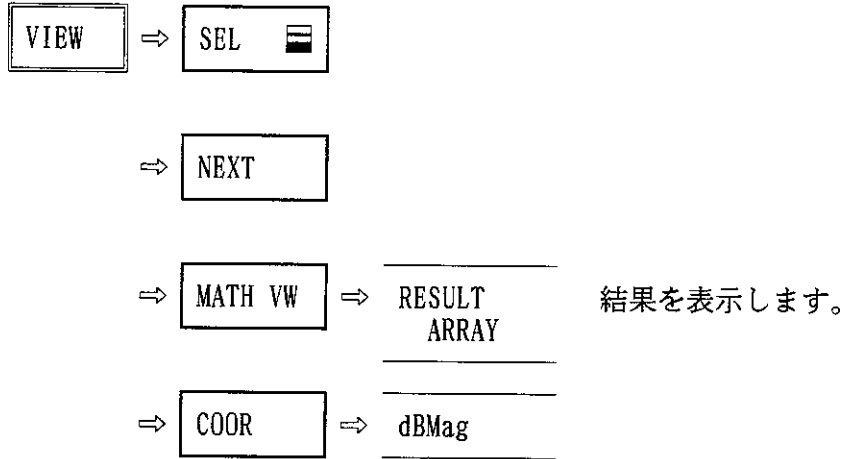 VIEW ⇒ SEL
⇒ NEXT
⇒ MATH VW ⇒ RESULT ARRAY 結果を表示します。
⇒ COOR ⇒ dBMag